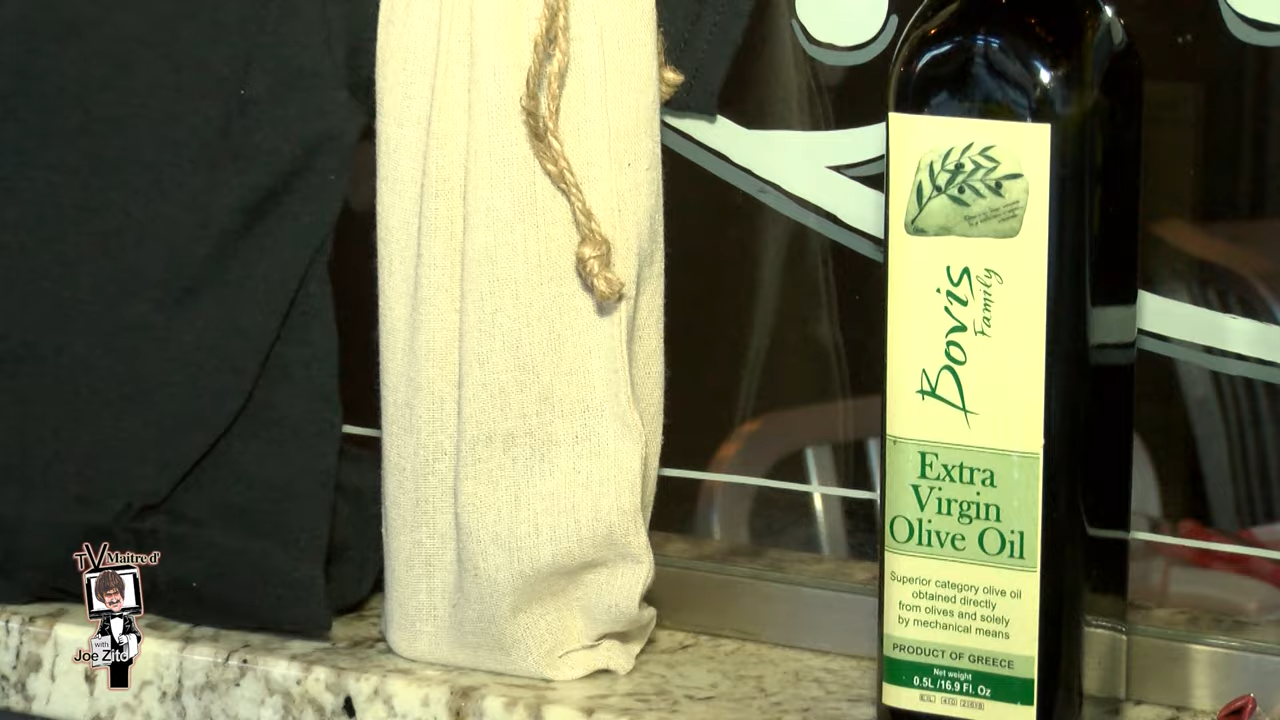 Bovis
Family
Extra
Virgin
Olive Oil
Superior category olive oil
obtained directly
from olives and solely
by mechanical means
PRODUCT OF GREECE
Net weight
0.5L /16.9 Fl. Oz
TV Maitre d'
with
Joe Zito